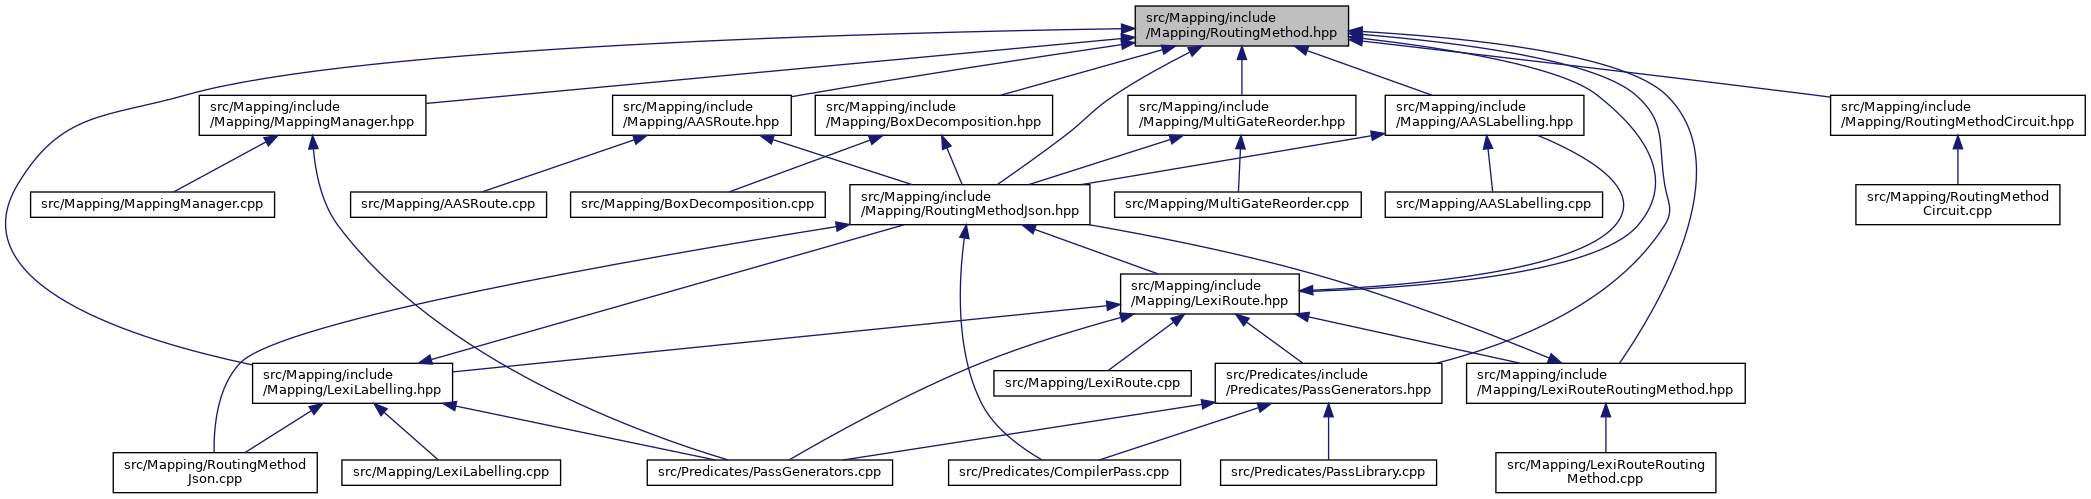 src/Mapping/include
/Mapping/RoutingMethod.hpp
src/Mapping/include
/Mapping/MappingManager.hpp
src/Mapping/include
/Mapping/AASRoute.hpp
src/Mapping/include
/Mapping/BoxDecomposition.hpp
src/Mapping/include
/Mapping/MultiGateReorder.hpp
src/Mapping/include
/Mapping/AASLabelling.hpp
src/Mapping/include
/Mapping/RoutingMethodCircuit.hpp
src/Mapping/MappingManager.cpp
src/Mapping/AASRoute.cpp
src/Mapping/BoxDecomposition.cpp
src/Mapping/include
/Mapping/RoutingMethodJson.hpp
src/Mapping/MultiGateReorder.cpp
src/Mapping/AASLabelling.cpp
src/Mapping/RoutingMethod
Circuit.cpp
src/Mapping/include
/Mapping/LexiRoute.hpp
src/Mapping/include
/Mapping/LexiLabelling.hpp
src/Mapping/LexiRoute.cpp
src/Predicates/include
/Predicates/PassGenerators.hpp
src/Mapping/include
/Mapping/LexiRouteRoutingMethod.hpp
src/Mapping/RoutingMethod
Json.cpp
src/Mapping/LexiLabelling.cpp
src/Predicates/PassGenerators.cpp
src/Predicates/CompilerPass.cpp
src/Predicates/PassLibrary.cpp
src/Mapping/LexiRouteRouting
Method.cpp